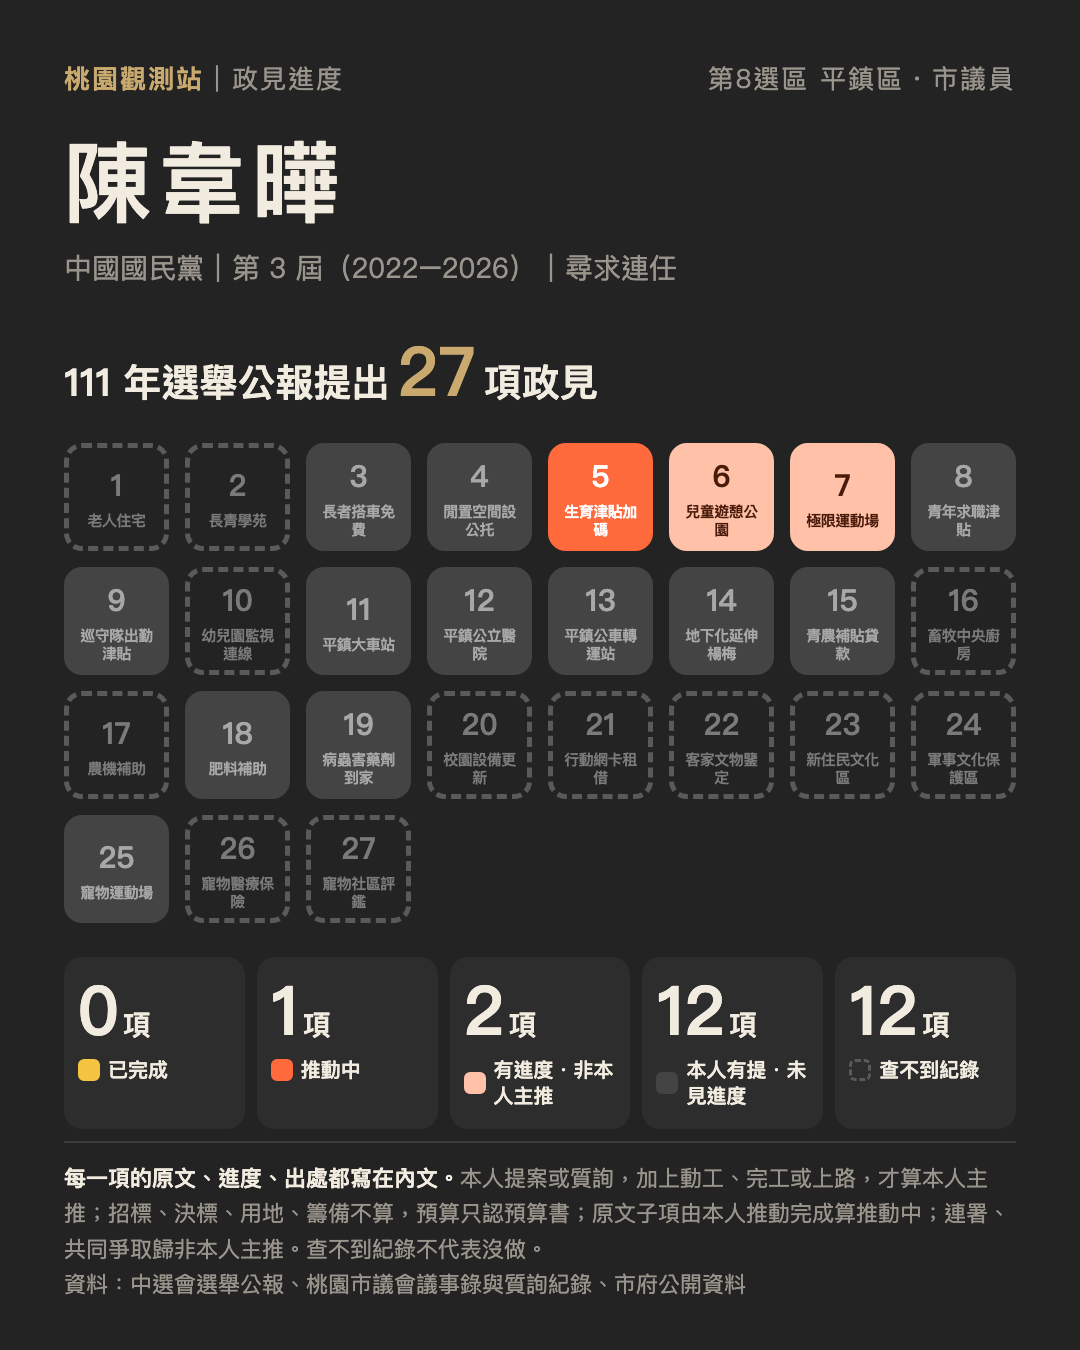 桃園觀測站｜政見進度
第8選區 平鎮區・市議員
陳韋曄
中國國民黨｜第 3 屆（2022–2026）｜尋求連任
111 年選舉公報提出 27 項政見
1
老人住宅
2
長青學苑
3
長者搭車免
費
4
閒置空間設
公托
5
生育津貼加
碼
6
兒童遊憩公
園
7
極限運動場
8
青年求職津
貼
9
巡守隊出勤
津貼
10
幼兒園監視
連線
11
平鎮大車站
12
平鎮公立醫
院
13
平鎮公車轉
運站
14
地下化延伸
楊梅
15
青農補貼貸
款
16
畜牧中央廚
房
17
農機補助
18
肥料補助
19
病蟲害藥劑
到家
20
校園設備更
新
21
行動網卡租
借
22
客家文物鑒
定
23
新住民文化
區
24
軍事文化保
護區
25
寵物運動場
26
寵物醫療保
險
27
寵物社區評
鑑
0項
已完成
1項
推動中
2項
有進度・非本
人主推
12項
本人有提・未
見進度
12項
查不到紀錄
每一項的原文、進度、出處都寫在內文。本人提案或質詢，加上動工、完工或上路，才算本人主
推；招標、決標、用地、籌備不算，預算只認預算書；原文子項由本人推動完成算推動中；連署、
共同爭取歸非本人主推。查不到紀錄不代表沒做。
資料：中選會選舉公報、桃園市議會議事錄與質詢紀錄、市府公開資料